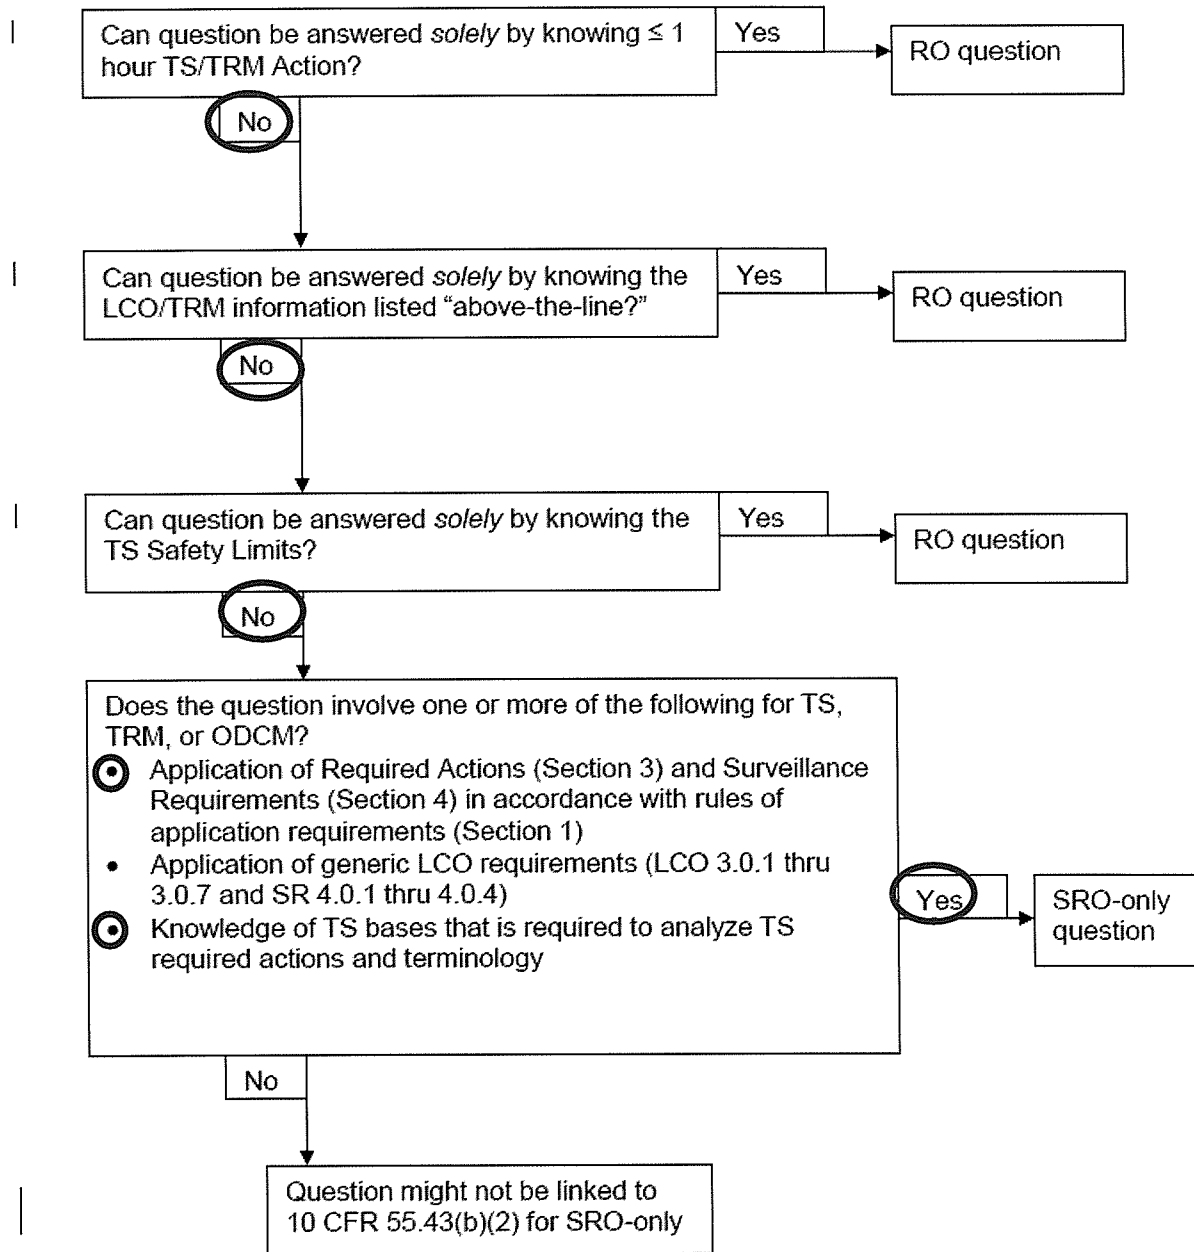 Can question be answered solely by knowing ≤ 1
hour TS/TRM Action?
Yes
RO question
No
Can question be answered solely by knowing the
LCO/TRM information listed “above-the-line?”
Yes
RO question
No
Can question be answered solely by knowing the
TS Safety Limits?
Yes
RO question
No
Does the question involve one or more of the following for TS,
TRM, or ODCM?
• Application of Required Actions (Section 3) and Surveillance
Requirements (Section 4) in accordance with rules of
application requirements (Section 1)
• Application of generic LCO requirements (LCO 3.0.1 thru
3.0.7 and SR 4.0.1 thru 4.0.4)
• Knowledge of TS bases that is required to analyze TS
required actions and terminology
Yes
SRO-only
question
No
Question might not be linked to
10 CFR 55.43(b)(2) for SRO-only